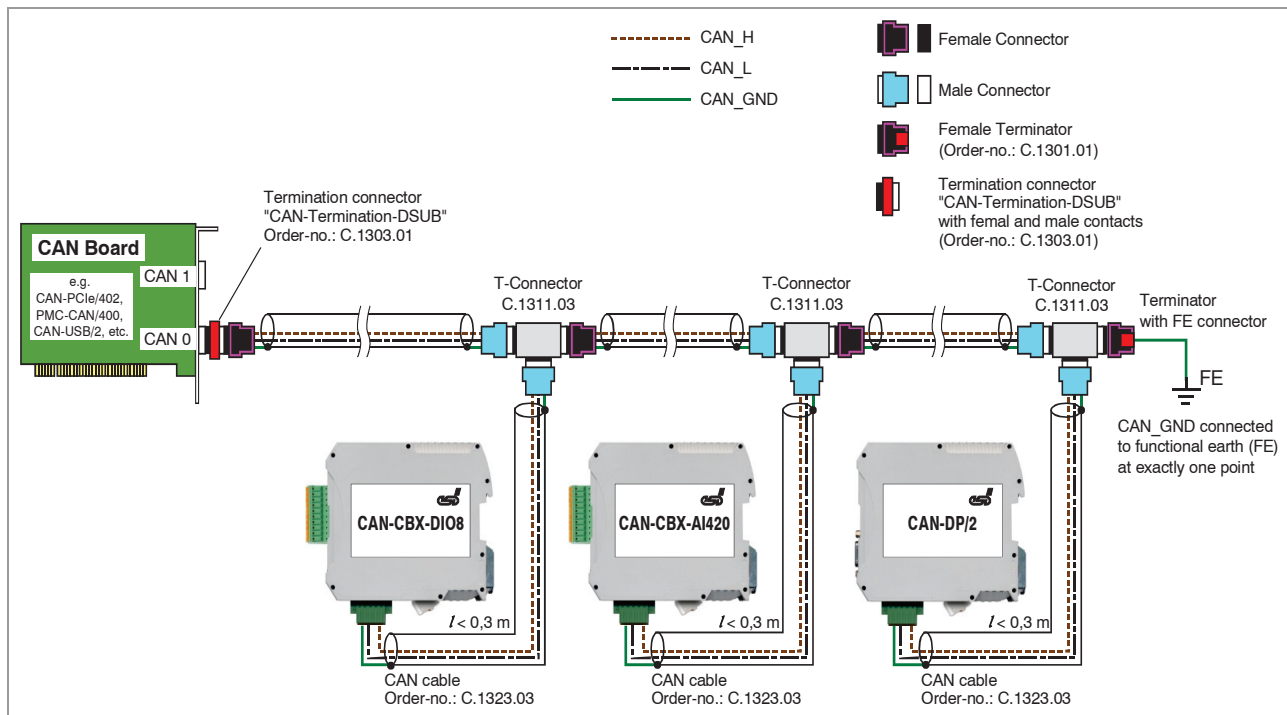 CAN_H
CAN_L
CAN_GND
Female Connector
Male Connector
Female Terminator
(Order-no.: C.1301.01)
Termination connector
"CAN-Termination-DSUB"
with femal and male contacts
(Order-no.: C.1303.01)
Termination connector
"CAN-Termination-DSUB"
Order-no.: C.1303.01
CAN Board
e.g.
CAN-PCIe/402,
PMC-CAN/400,
CAN-USB/2, etc.
CAN 1
CAN 0
T-Connector
C.1311.03
T-Connector
C.1311.03
T-Connector
C.1311.03
Terminator
with FE connector
FE
CAN_GND connected
to functional earth (FE)
at exactly one point
esd
CAN-CBX-DIO8
esd
CAN-CBX-AI420
esd
CAN-DP/2
l < 0,3 m
l < 0,3 m
l < 0,3 m
CAN cable
Order-no.: C.1323.03
CAN cable
Order-no.: C.1323.03
CAN cable
Order-no.: C.1323.03